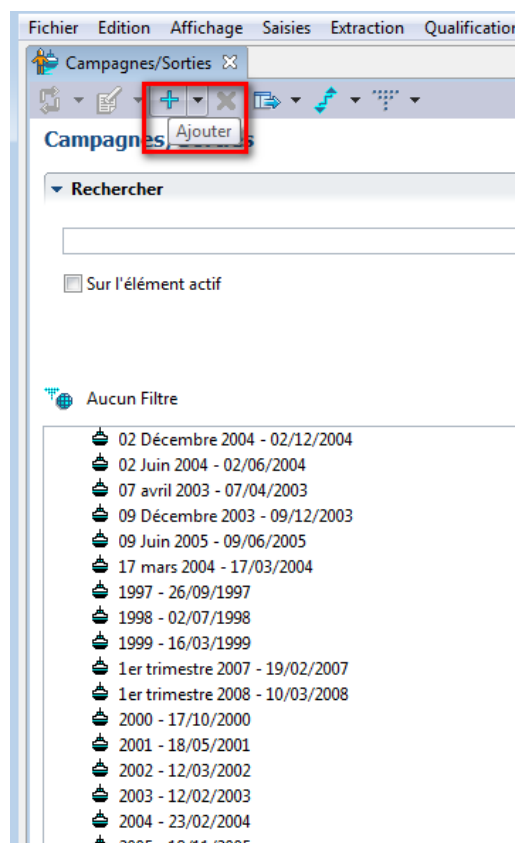 Fichier Edition Affichage Saisies Extraction Qualification
Campagnes/Sorties
Ajouter
Campagnes/Sorties
Rechercher
Sur l'élément actif
Aucun Filtre
02 Décembre 2004 - 02/12/2004
02 Juin 2004 - 02/06/2004
07 avril 2003 - 07/04/2003
09 Décembre 2003 - 09/12/2003
09 Juin 2005 - 09/06/2005
17 mars 2004 - 17/03/2004
1997 - 26/09/1997
1998 - 02/07/1998
1999 - 16/03/1999
1er trimestre 2007 - 19/02/2007
1er trimestre 2008 - 10/03/2008
2000 - 17/10/2000
2001 - 18/05/2001
2002 - 12/03/2002
2003 - 12/02/2003
2004 - 23/02/2004